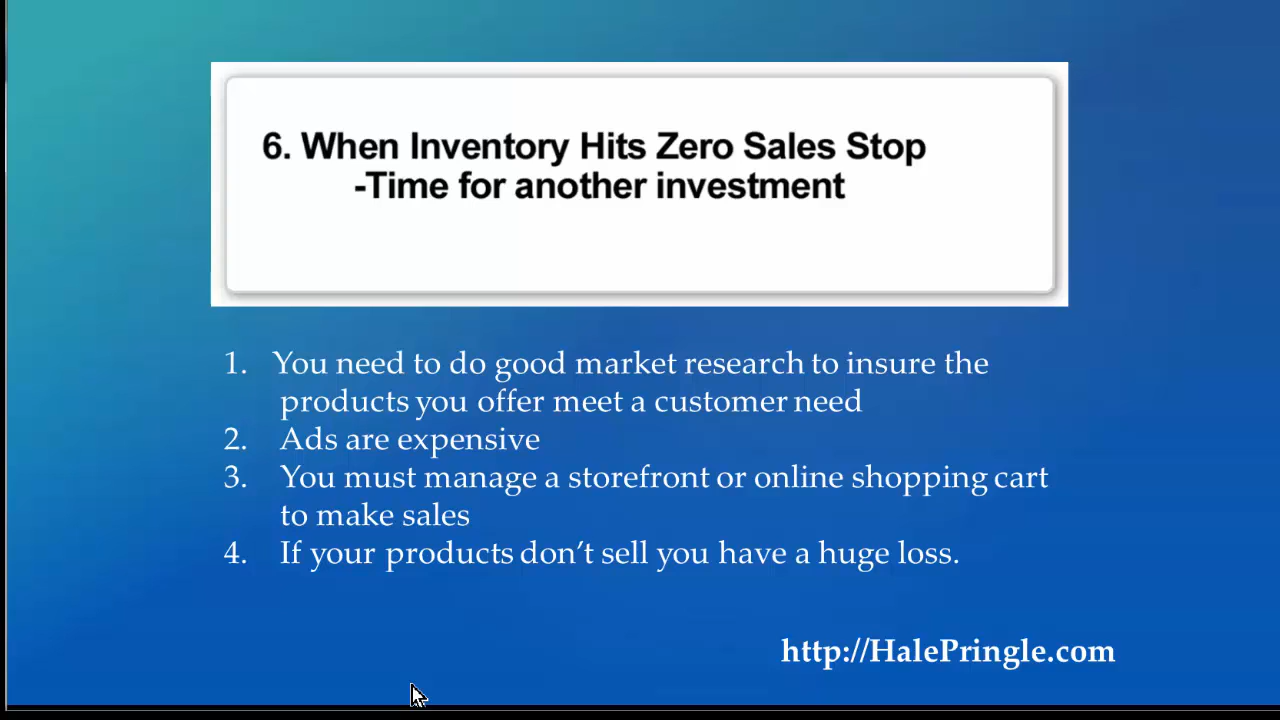 6. When Inventory Hits Zero Sales Stop
-Time for another investment
1. You need to do good market research to insure the
products you offer meet a customer need
2. Ads are expensive
3. You must manage a storefront or online shopping cart
to make sales
4. If your products don’t sell you have a huge loss.
http://HalePringle.com